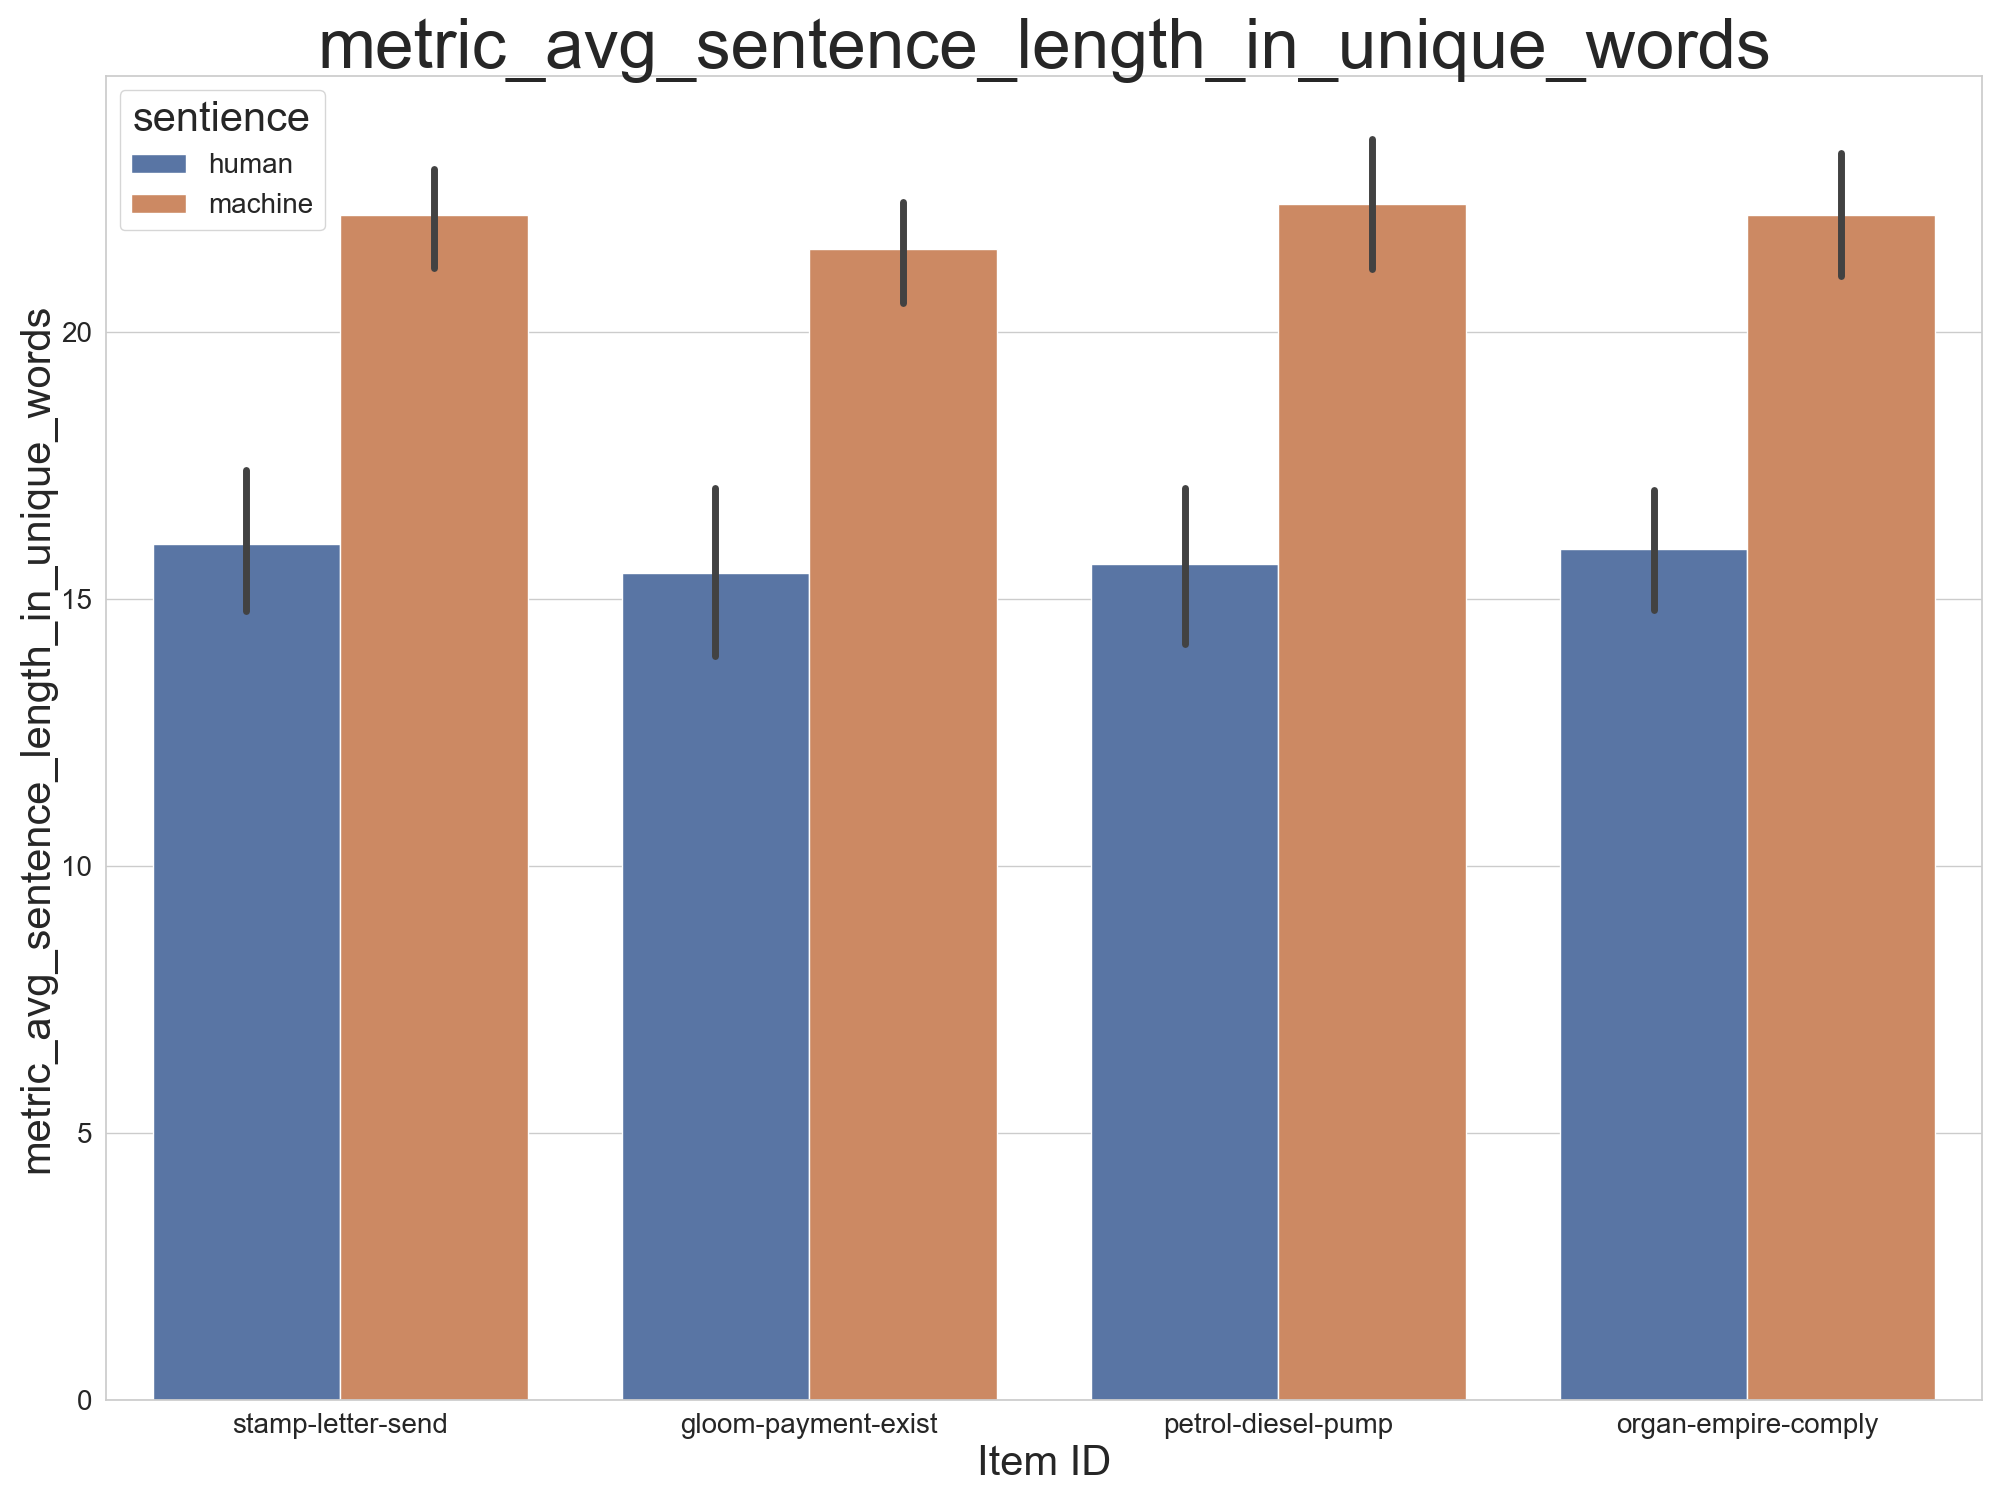 metric_avg_sentence_length_in_unique_words
sentience
human
machine
metric_avg_sentence_length_in_unique_words
20
15
10
5
0
stamp-letter-send
gloom-payment-exist
petrol-diesel-pump
organ-empire-comply
Item ID